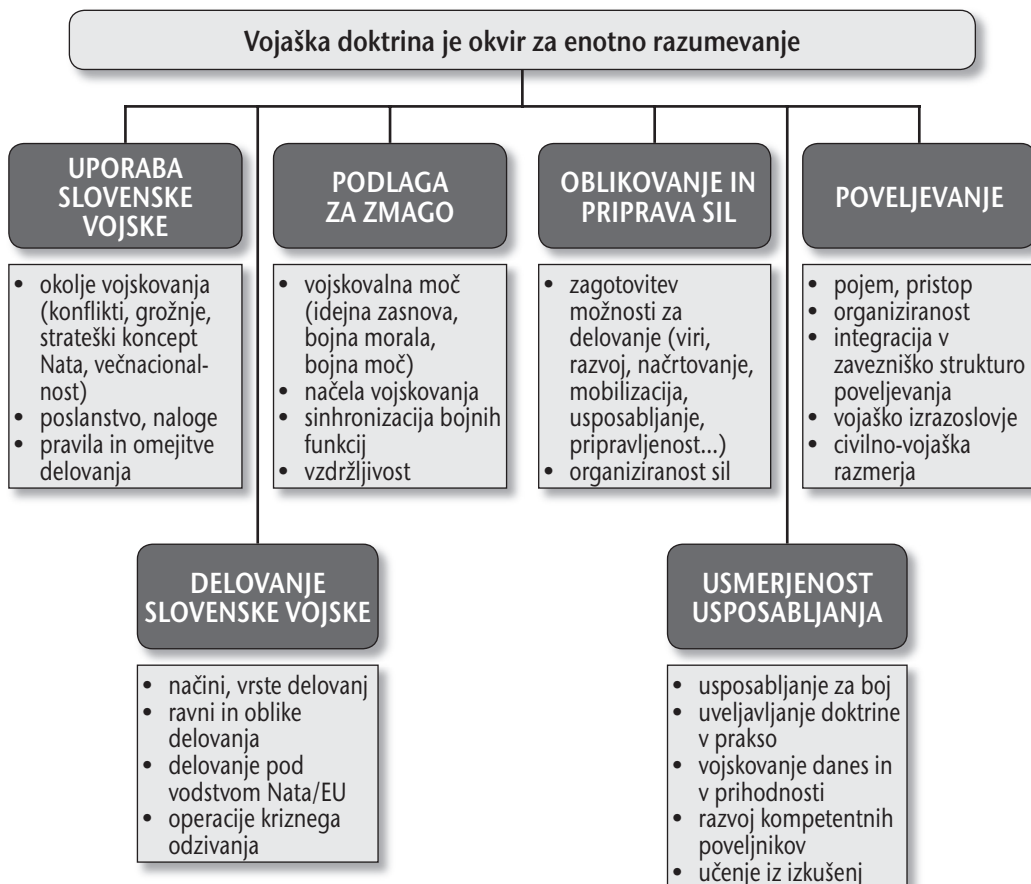 Vojaška doktrina je okvir za enotno razumevanje
UPORABA
SLOVENSKE
VOJSKE
• okolje vojskovanja
(konflikti, grožnje,
strateški koncept
Nata, večnacional-
nost)
• poslanstvo, naloge
• pravila in omejitve
delovanja
PODLAGA
ZA ZMAGO
• vojskovalna moč
(idejna zasnova,
bojna morala,
bojna moč)
• načela vojskovanja
• sinhronizacija bojnih
funkcij
• vzdržljivost
OBLIKOVANJE IN
PRIPRAVA SIL
• zagotovitev
možnosti za
delovanje (viri,
razvoj, načrtovanje,
mobilizacija,
usposabljanje,
pripravljenost...)
• organiziranost sil
POVELJEVANJE
• pojem, pristop
• organiziranost
• integracija v
zavezniško strukturo
poveljevanja
• vojaško izrazoslovje
• civilno-vojaška
razmerja
DELOVANJE
SLOVENSKE VOJSKE
• načini, vrste delovanj
• ravni in oblike
delovanja
• delovanje pod
vodstvom Nata/EU
• operacije kriznega
odzivanja
USMERJENOST
USPOSABLJANJA
• usposabljanje za boj
• uveljavljanje doktrine
v prakso
• vojskovanje danes in
v prihodnosti
• razvoj kompetentnih
poveljnikov
• učenje iz izkušenj